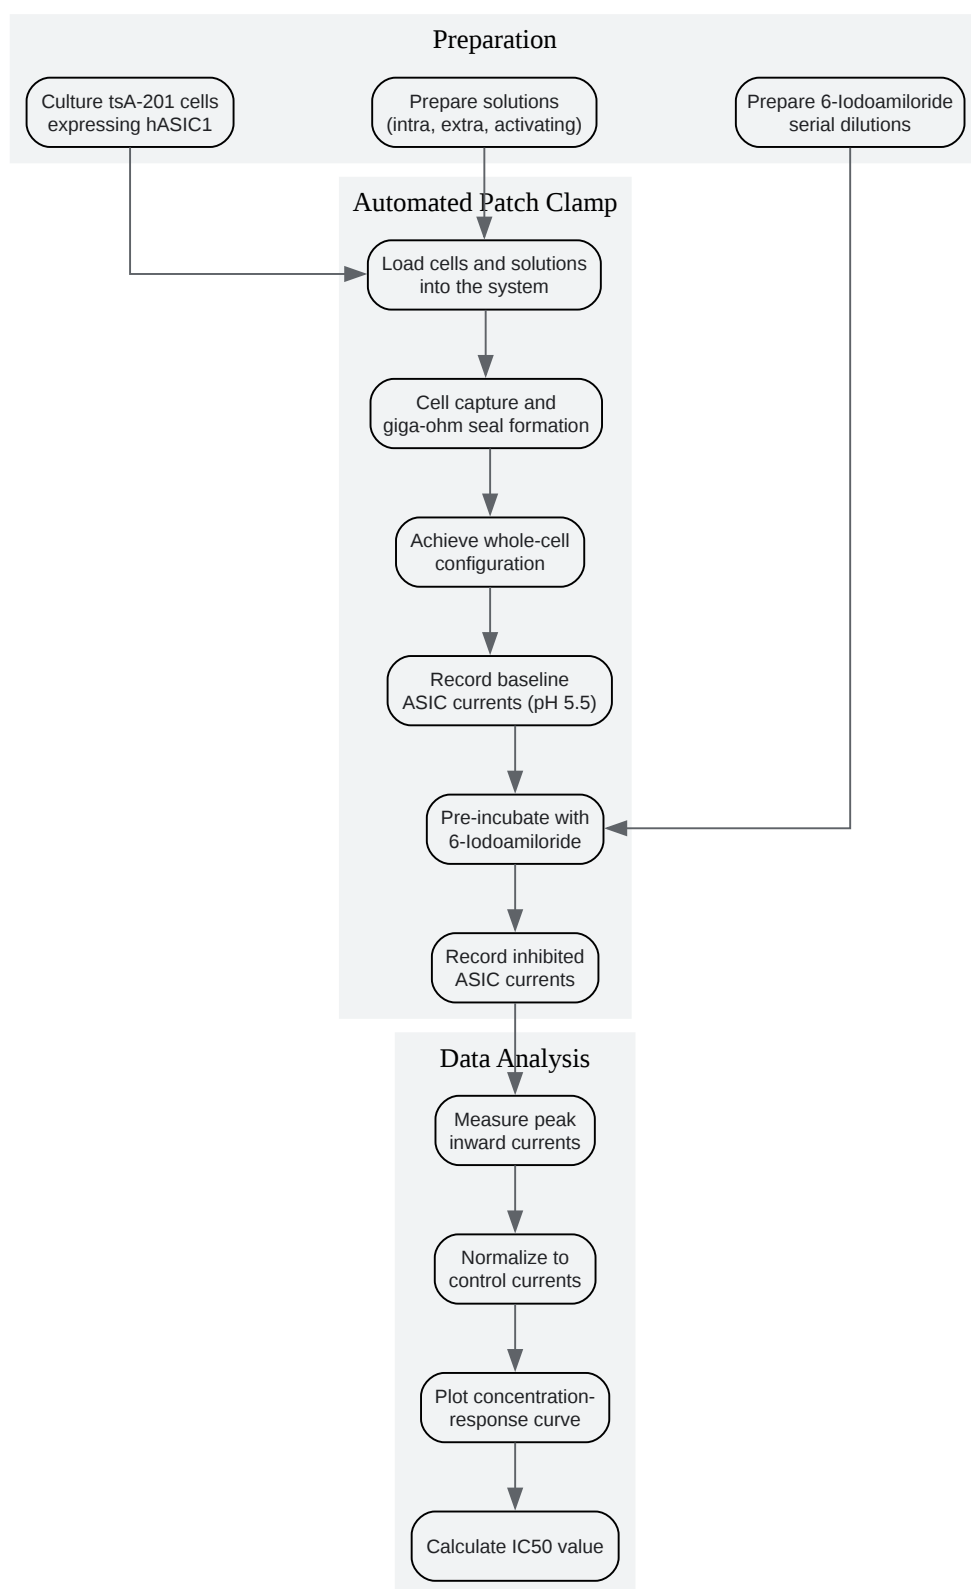 Preparation
Culture tsA-201 cells
expressing hASIC1
Prepare solutions
(intra, extra, activating)
Prepare 6-Iodoamiloride
serial dilutions
Automated Patch Clamp
Load cells and solutions
into the system
Cell capture and
giga-ohm seal formation
Achieve whole-cell
configuration
Record baseline
ASIC currents (pH 5.5)
Pre-incubate with
6-Iodoamiloride
Record inhibited
ASIC currents
Data Analysis
Measure peak
inward currents
Normalize to
control currents
Plot concentration-
response curve
Calculate IC50 value